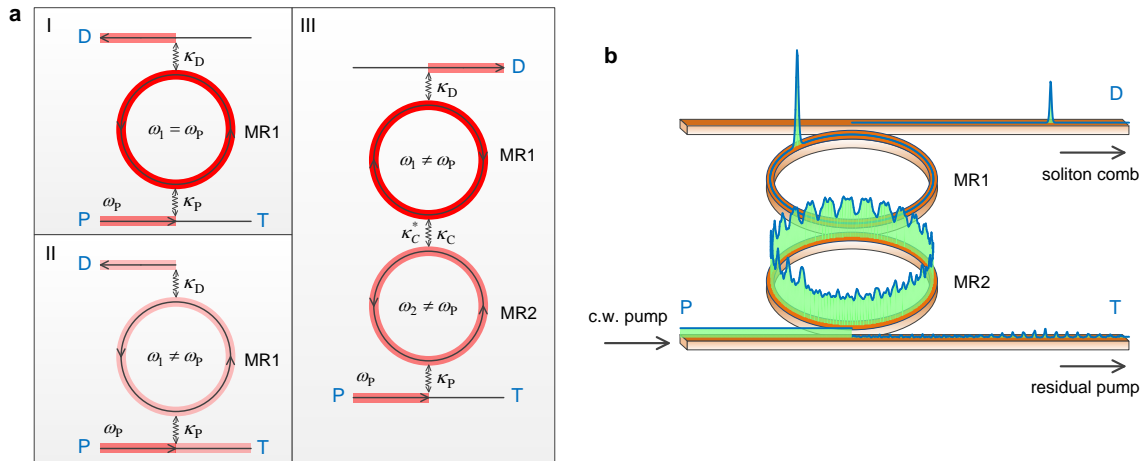 a
I
D
κD
ω1 = ωP
MR1
ωP
κP
P
T
II
D
κD
ω1 ≠ ωP
MR1
ωP
κP
P
T
III
D
κD
ω1 ≠ ωP
MR1
κC* κC
ω2 ≠ ωP
MR2
ωP
κP
P
T
b
D
soliton comb
MR1
MR2
P
c.w. pump
T
residual pump